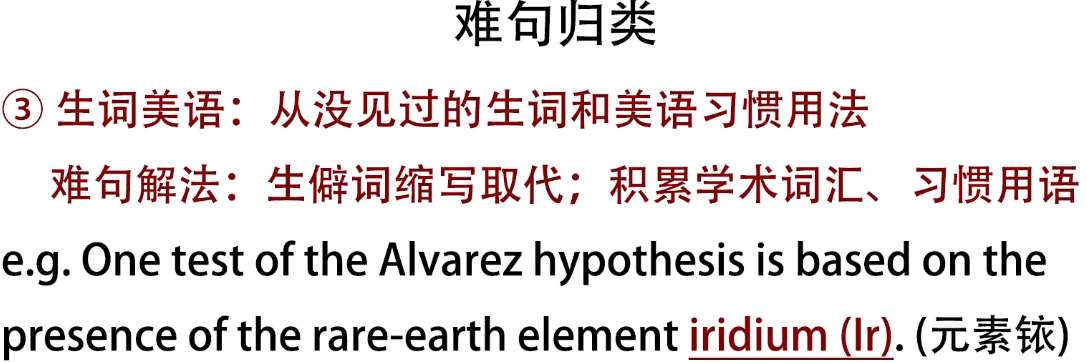 难句归类
③ 生词美语：从没见过的生词和美语习惯用法
难句解法：生僻词缩写取代；积累学术词汇、习惯用语
e.g. One test of the Alvarez hypothesis is based on the
presence of the rare-earth element iridium (Ir). (元素铱)